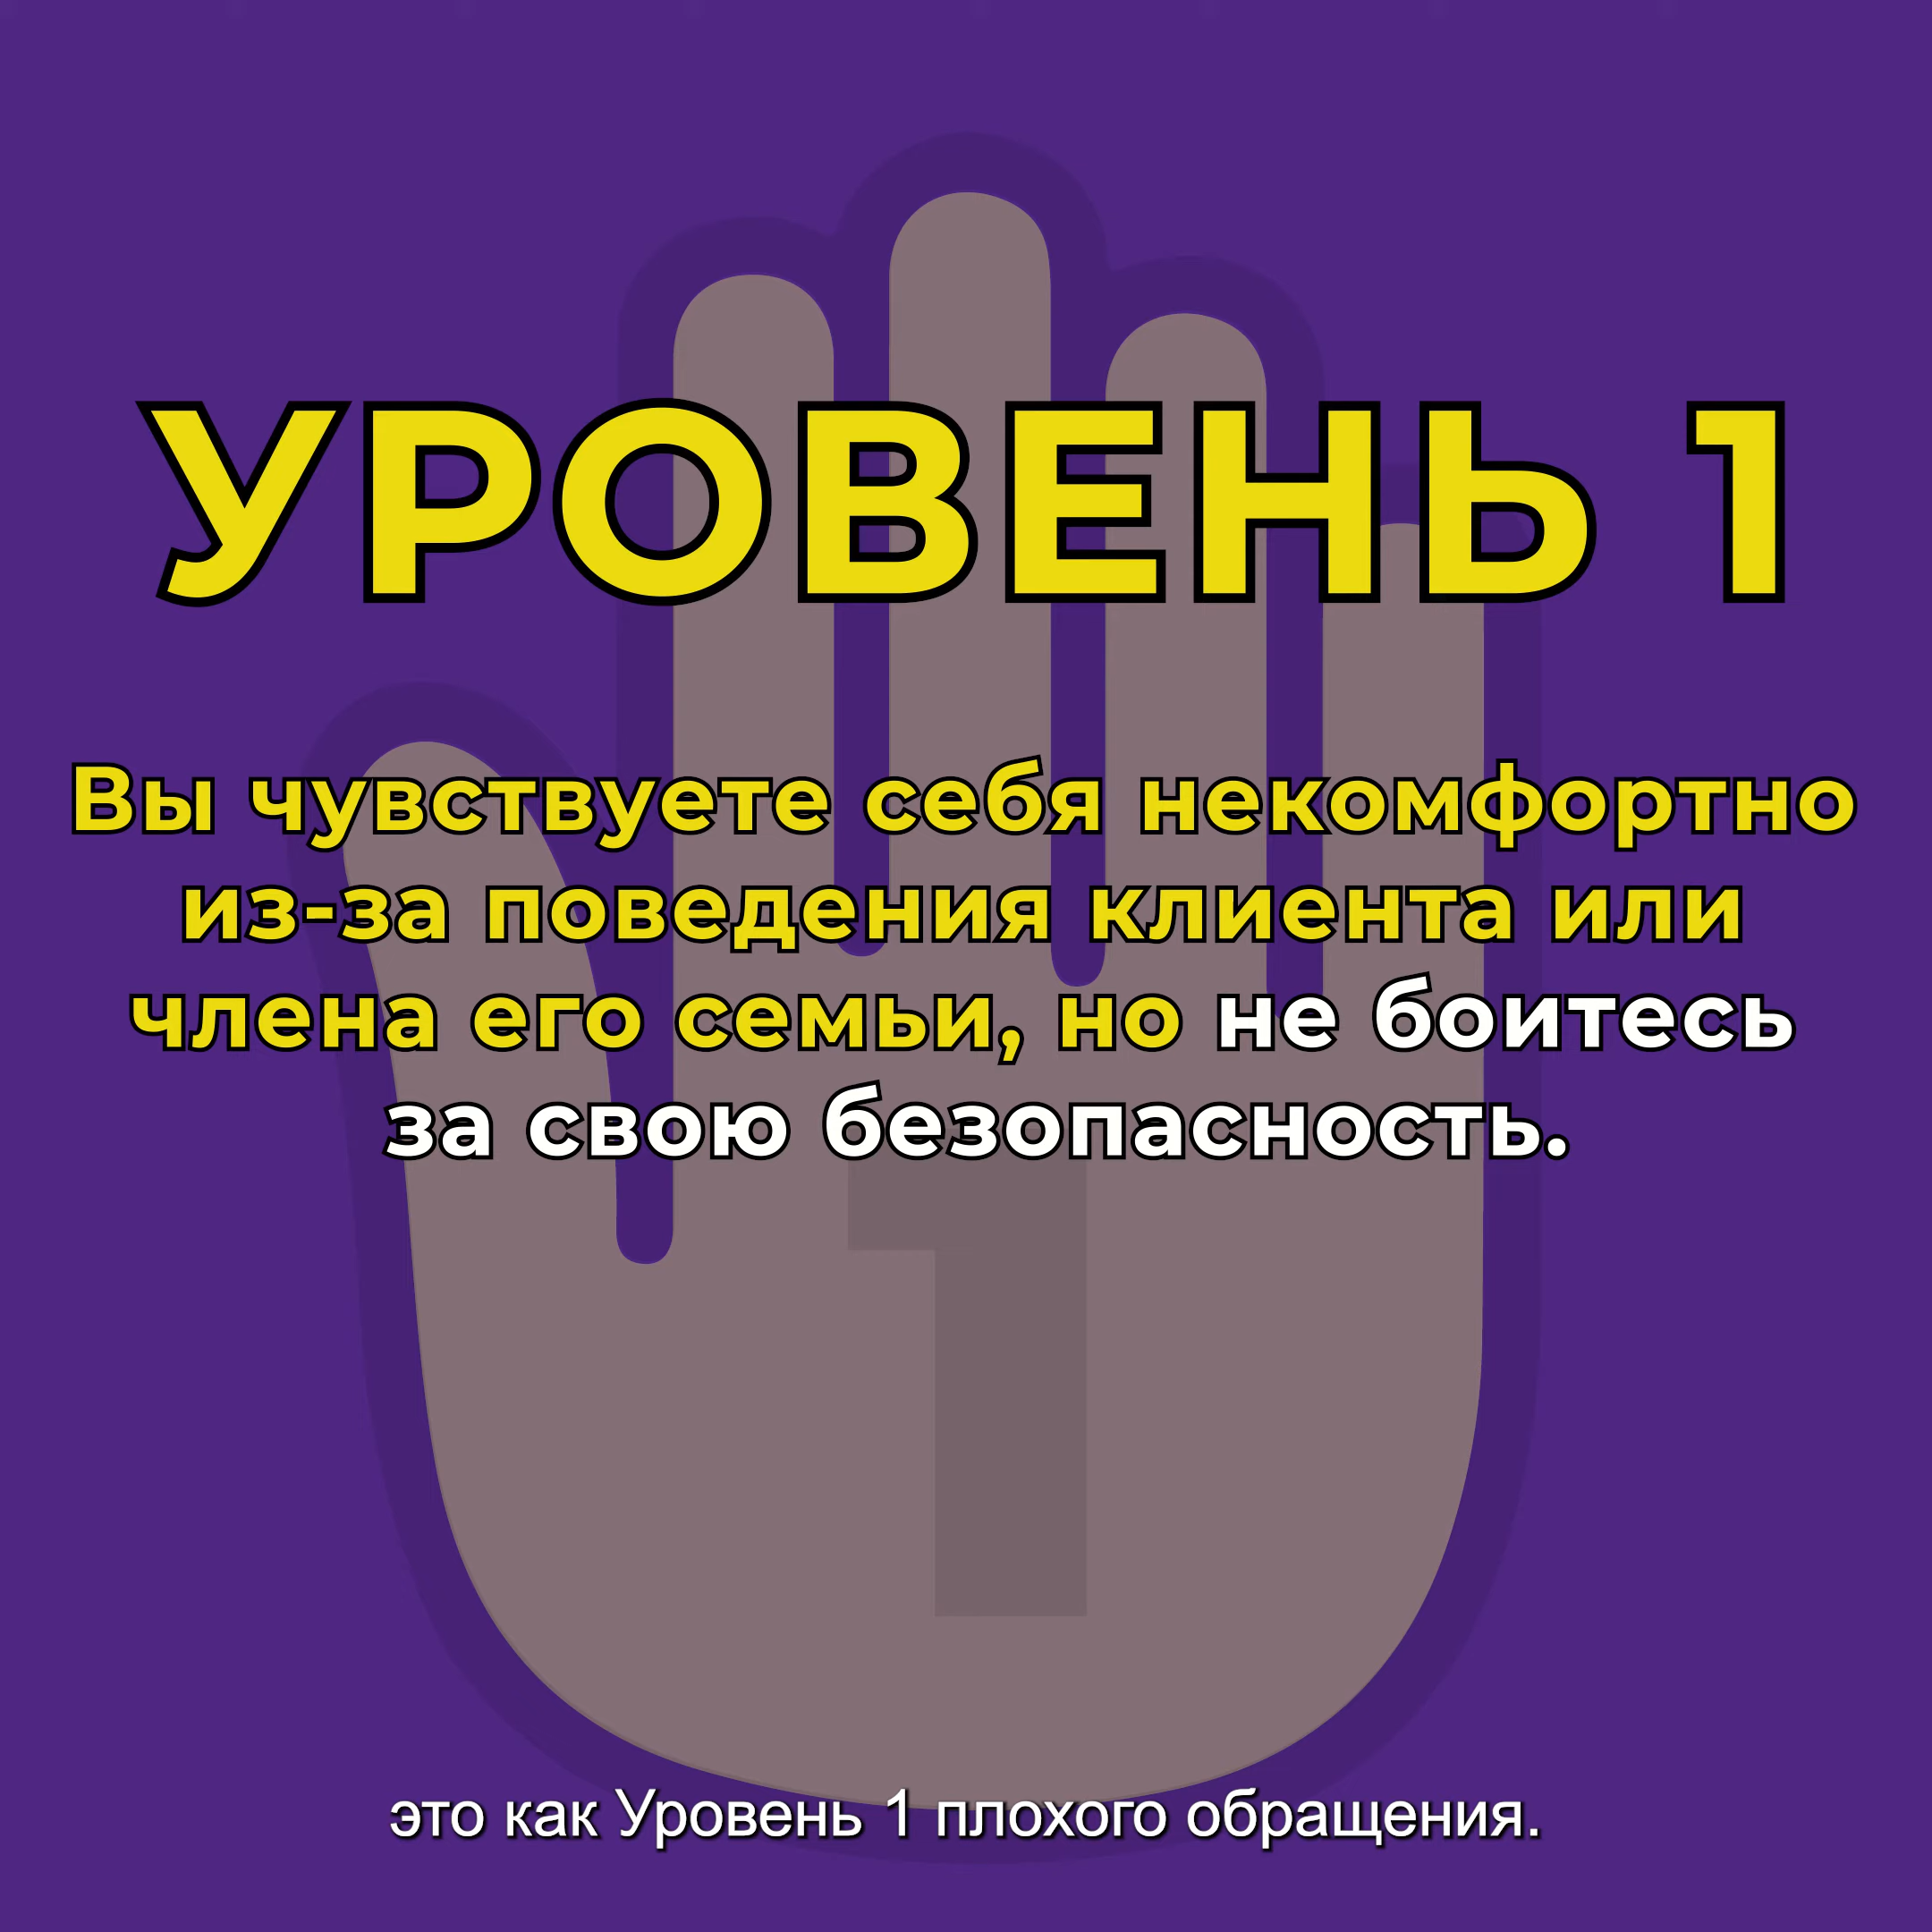 УРОВЕНЬ 1
Вы чувствуете себя некомфортно
из-за поведения клиента или
члена его семьи, но не боитесь
за свою безопасность.
1
это как Уровень 1 плохого обращения.